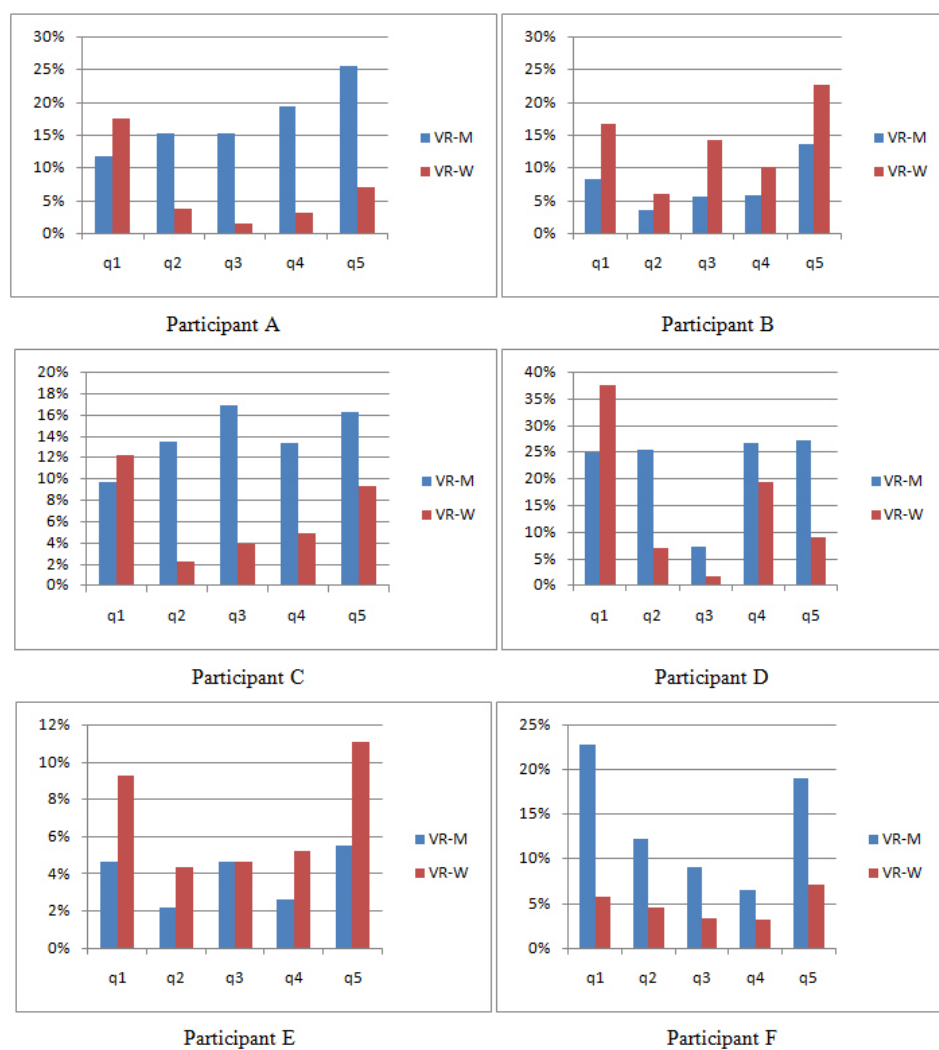 30%
25%
20%
15%
10%
5%
0%
q1 q2 q3 q4 q5
VR-M
VR-W
Participant A
30%
25%
20%
15%
10%
5%
0%
q1 q2 q3 q4 q5
VR-M
VR-W
Participant B
20%
18%
16%
14%
12%
10%
8%
6%
4%
2%
0%
q1 q2 q3 q4 q5
VR-M
VR-W
Participant C
40%
35%
30%
25%
20%
15%
10%
5%
0%
q1 q2 q3 q4 q5
VR-M
VR-W
Participant D
12%
10%
8%
6%
4%
2%
0%
q1 q2 q3 q4 q5
VR-M
VR-W
Participant E
25%
20%
15%
10%
5%
0%
q1 q2 q3 q4 q5
VR-M
VR-W
Participant F